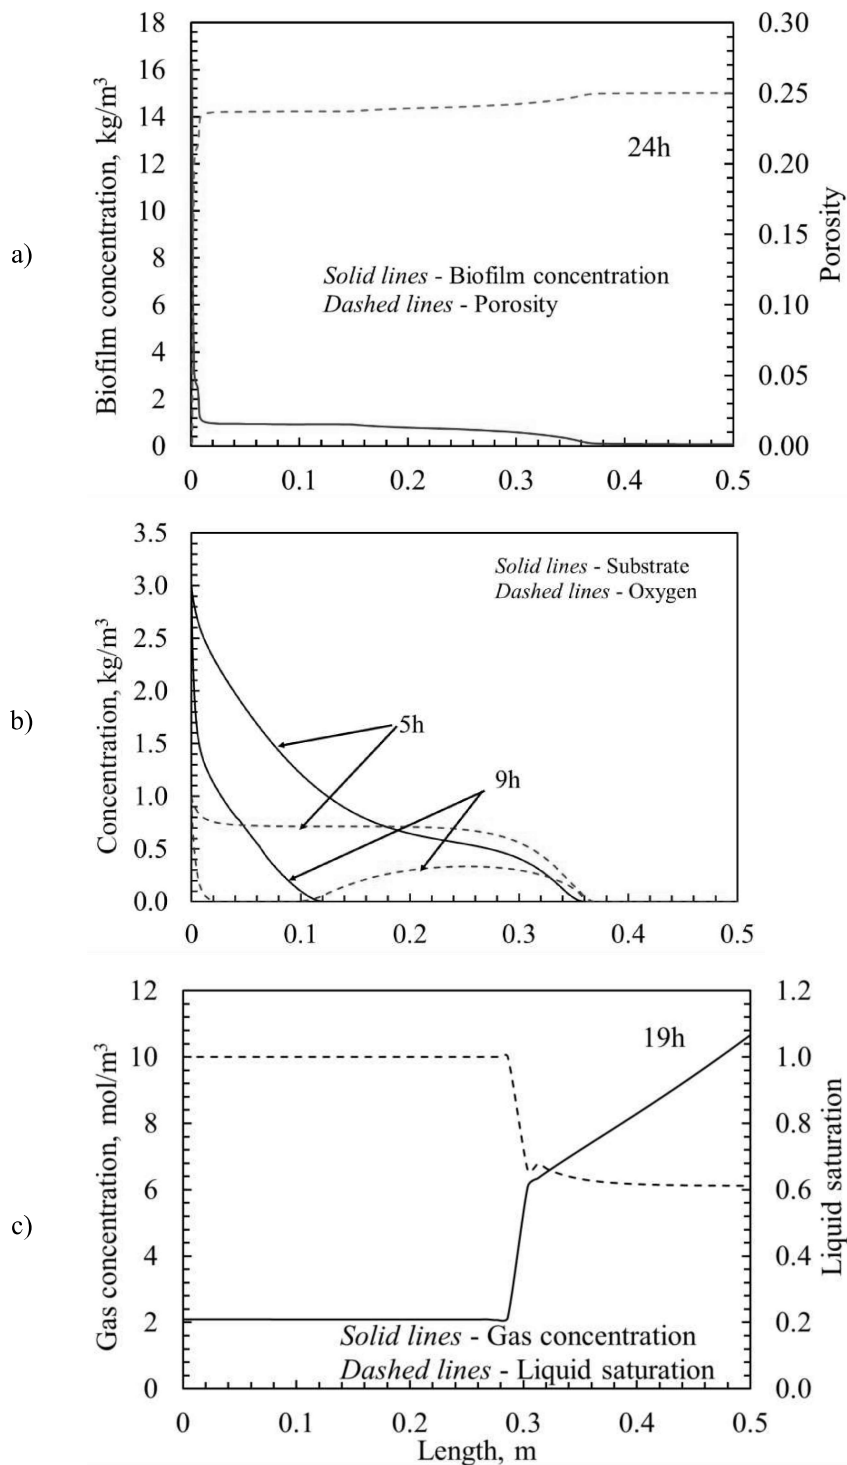 a)
Biofilm concentration, kg/m³
18
16
14
12
18
8
6
4
2
0
0.30
0.25
0.20
0.15
0.10
0.05
0.00
Porosity
24h
Solid lines - Biofilm concentration
Dashed lines - Porosity
0 0.1 0.2 0.3 0.4 0.5
b)
Concentration, kg/m³
3.5
3.0
2.5
2.0
1.5
1.0
0.5
0.0
Solid lines - Substrate
Dashed lines - Oxygen
5h
9h
0 0.1 0.2 0.3 0.4 0.5
c)
Gas concentration, mol/m³
12
10
8
6
4
2
0
1.2
1.0
0.8
0.6
0.4
0.2
0.0
Liquid saturation
19h
Solid lines - Gas concentration
Dashed lines - Liquid saturation
0 0.1 0.2 0.3 0.4 0.5
Length, m